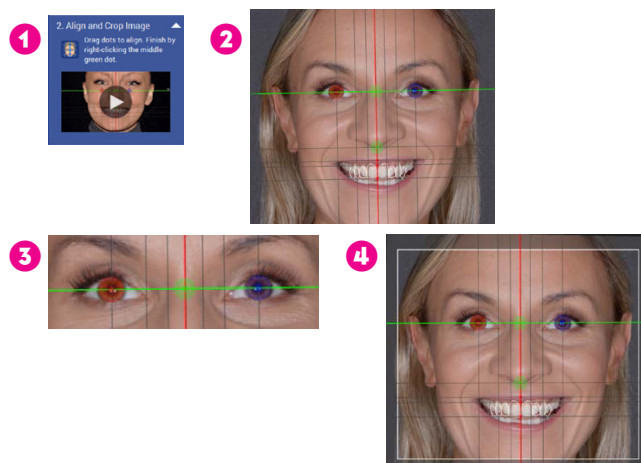 1
2. Align and Crop Image
Drag dots to align. Finish by
right-clicking the middle
green dot.
2
3
4